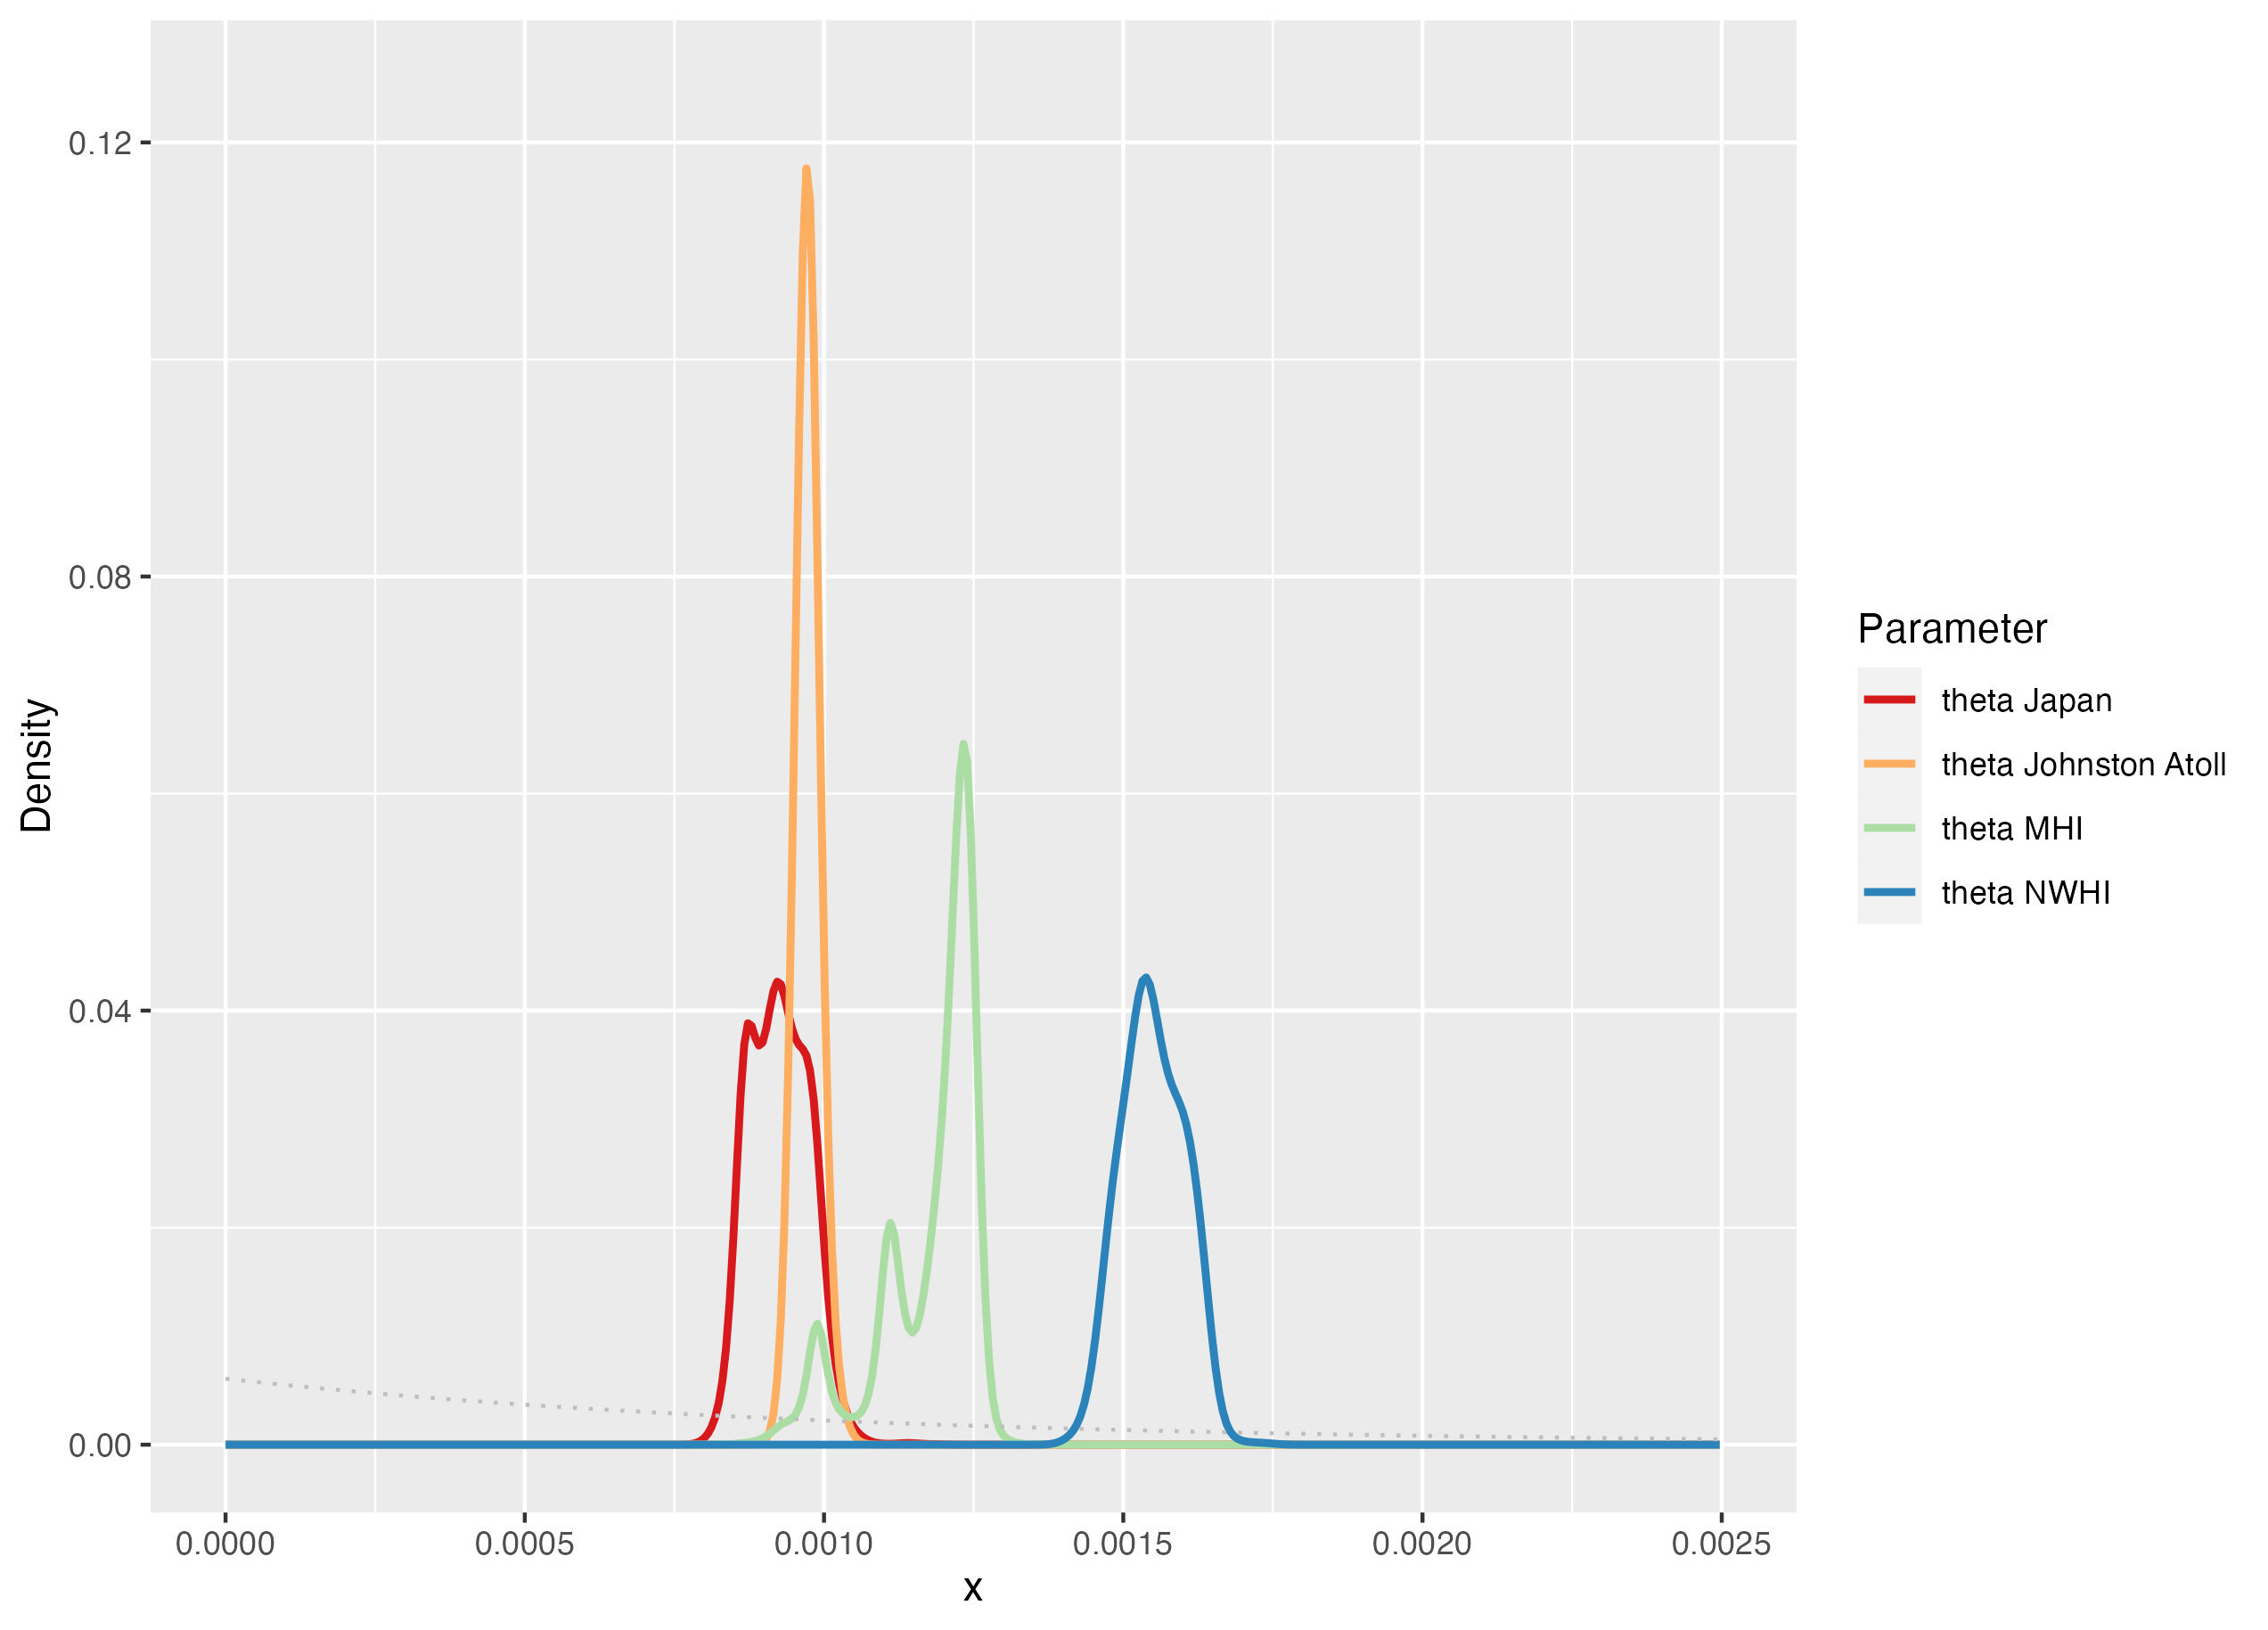 0.12
0.08
0.04
0.00
Density
0.0000 0.0005 0.0010 0.0015 0.0020 0.0025
x
Parameter
theta Japan
theta Johnston Atoll
theta MHI
theta NWHI